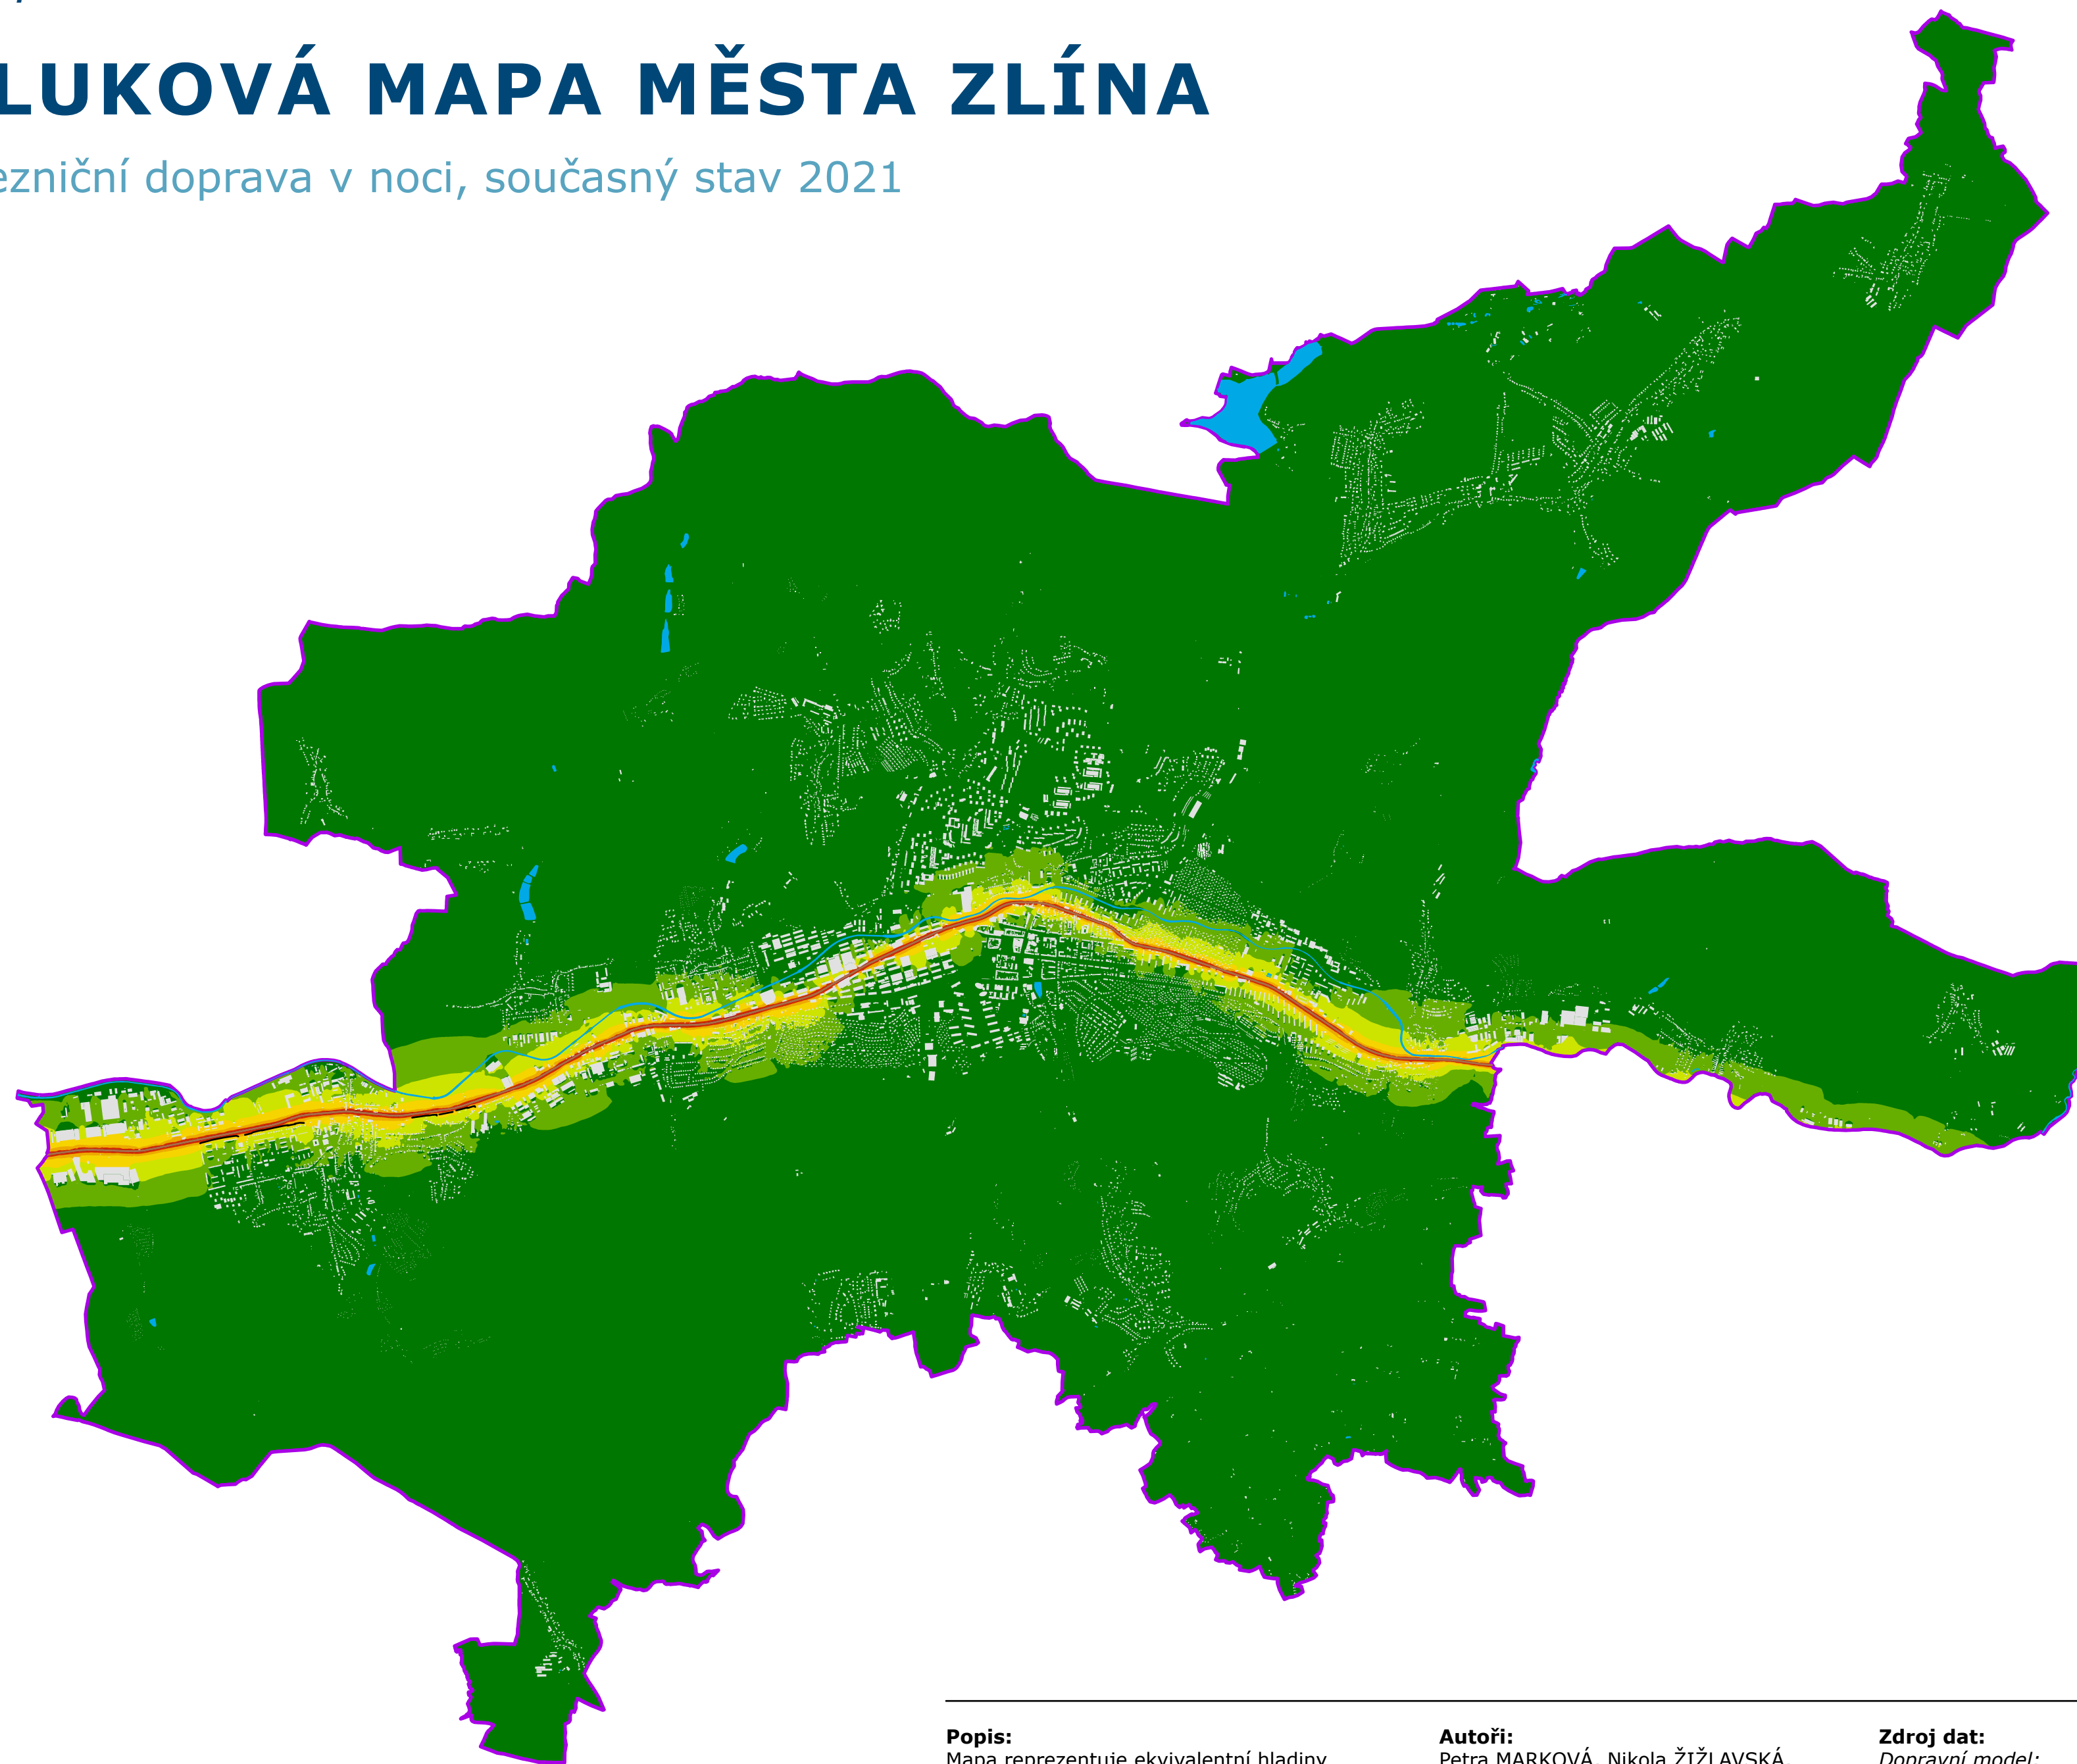 LUKOVÁ MAPA MĚSTA ZLÍNA
ezniční doprava v noci, současný stav 2021
Popis:
Mapa reprezentuje ekvivalentní hladiny
Autoři:
Petra MARKOVÁ, Nikola ŽIŽLAVSKÁ
Zdroj dat:
Dopravní model: